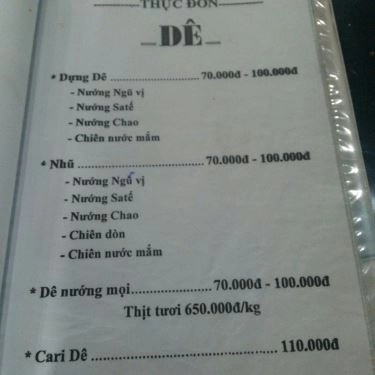 THỰC ĐƠN
DÊ
* Dựng Dê ........................ 70.000đ - 100.000đ
- Nướng Ngũ vị
- Nướng Satế
- Nướng Chao
- Chiên nước mắm
* Nhũ ................................ 70.000đ - 100.000đ
- Nướng Ngũ vị
- Nướng Satế
- Nướng Chao
- Chiên dòn
- Chiên nước mắm
* Dê nướng mọi ..................... 70.000đ - 100.000đ
Thịt tươi 650.000đ/kg
* Cari Dê ................................................ 110.000đ